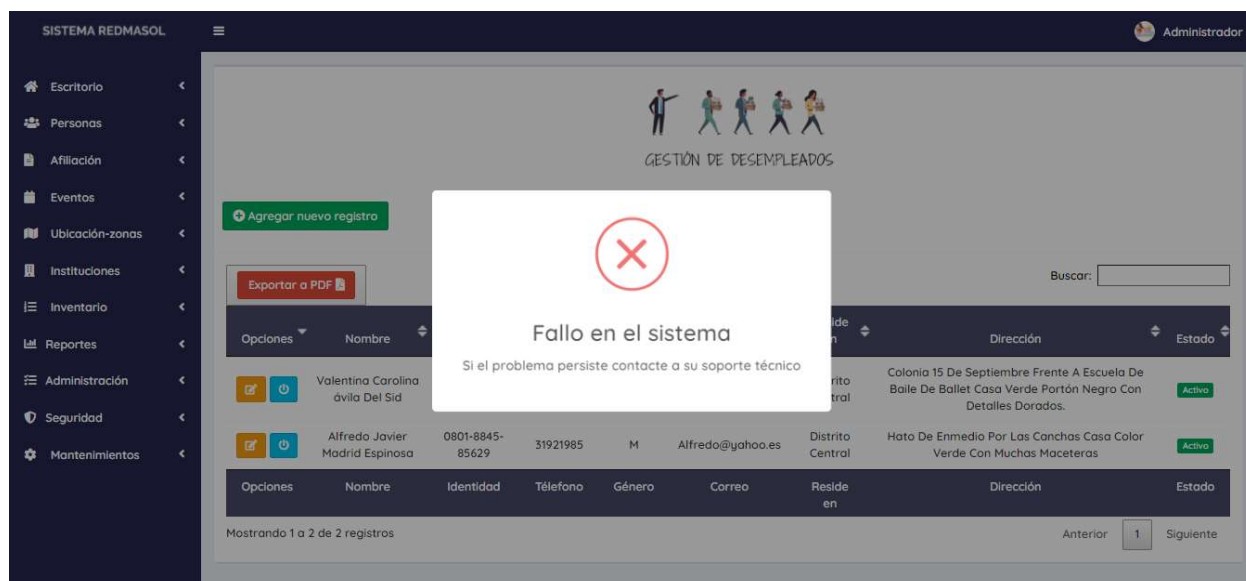 SISTEMA REDMASOL
Administrador
Escritorio
Personas
Afiliación
Eventos
Ubicación-zonas
Instituciones
Inventario
Reportes
Administración
Seguridad
Mantenimientos
GESTIÓN DE DESEMPLEADOS
Agregar nuevo registro
Exportar a PDF
Buscar:
Fallo en el sistema
Si el problema persiste contacte a su soporte técnico
Opciones Nombre Dirección Estado
Valentina Carolina
ávila Del Sid
Colonia 15 De Septiembre Frente A Escuela De
Baile De Ballet Casa Verde Portón Negro Con
Detalles Dorados.
Activo
Alfredo Javier
Madrid Espinosa
0801-8845-
85629
31921985
M
Alfredo@yahoo.es
Distrito
Central
Hato De Enmedio Por Las Canchas Casa Color
Verde Con Muchas Maceteras
Activo
Opciones Nombre Identidad Télefono Género Correo Reside
en
Dirección Estado
Mostrando 1 a 2 de 2 registros
Anterior 1 Siguiente